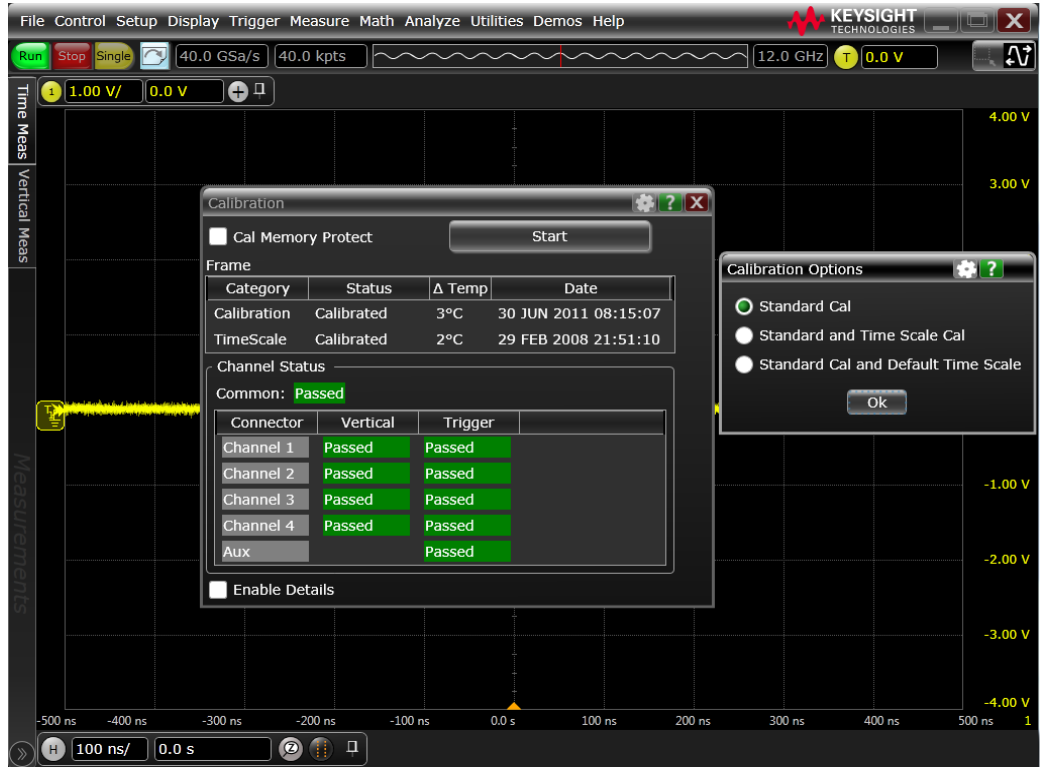 File Control Setup Display Trigger Measure Math Analyze Utilities Demos Help
KEYSIGHT
TECHNOLOGIES
Run Stop Single 40.0 GSa/s 40.0 kpts 12.0 GHz T 0.0 V
1 1.00 V/ 0.0 V
Time Meas
Vertical Meas
Measurements
4.00 V
3.00 V
Calibration
Cal Memory Protect
Start
Frame
Category Status Δ Temp Date
Calibration Calibrated 3°C 30 JUN 2011 08:15:07
TimeScale Calibrated 2°C 29 FEB 2008 21:51:10
Channel Status
Common: Passed
Connector Vertical Trigger
Channel 1 Passed Passed
Channel 2 Passed Passed
Channel 3 Passed Passed
Channel 4 Passed Passed
Aux Passed
Enable Details
Calibration Options
?
Standard Cal
Standard and Time Scale Cal
Standard Cal and Default Time Scale
Ok
T
-1.00 V
-2.00 V
-3.00 V
-4.00 V
-500 ns -400 ns -300 ns -200 ns -100 ns 0.0 s 100 ns 200 ns 300 ns 400 ns 500 ns 1
H 100 ns/ 0.0 s Z